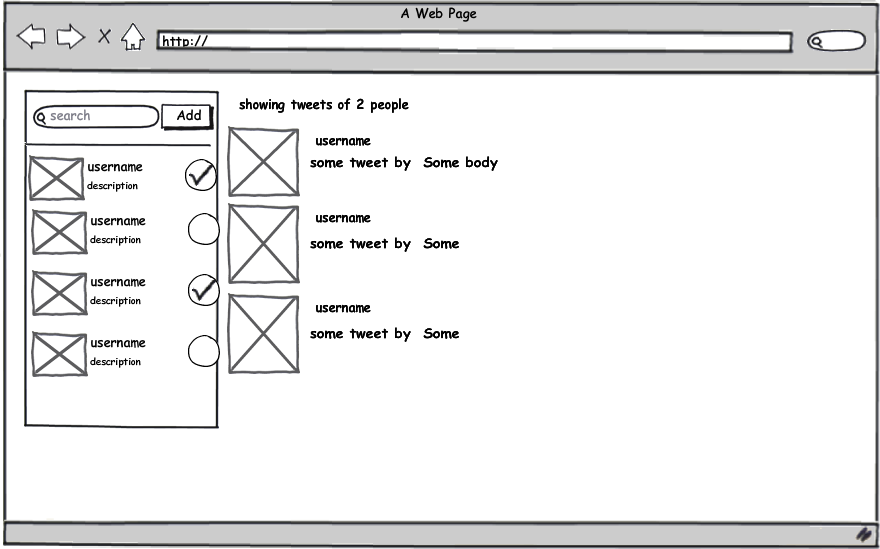 A Web Page
http://
search
Add
username
description
username
description
username
description
username
description
showing tweets of 2 people
username
some tweet by Some body
username
some tweet by Some
username
some tweet by Some